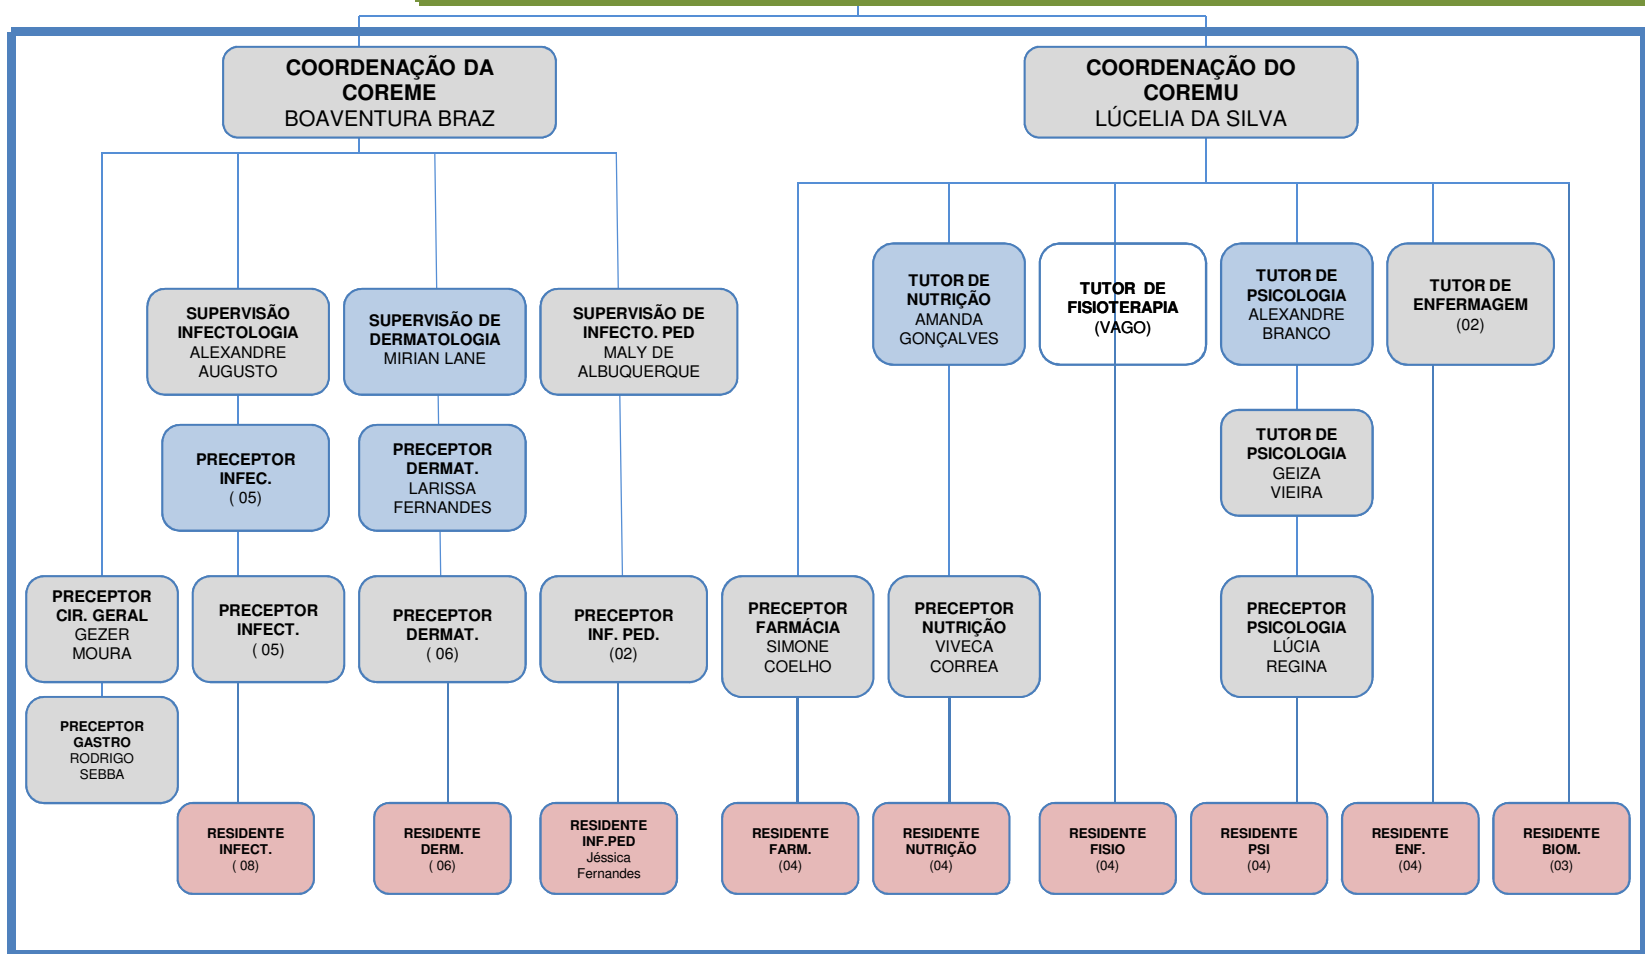 COORDENAÇÃO DA
COREME
BOAVENTURA BRAZ
COORDENAÇÃO DO
COREMU
LÚCELIA DA SILVA
SUPERVISÃO
INFECTOLOGIA
ALEXANDRE
AUGUSTO
SUPERVISÃO DE
DERMATOLOGIA
MIRIAN LANE
SUPERVISÃO DE
INFECTO. PED
MALY DE
ALBUQUERQUE
TUTOR DE
NUTRIÇÃO
AMANDA
GONÇALVES
TUTOR DE
FISIOTERAPIA
(VAGO)
TUTOR DE
PSICOLOGIA
ALEXANDRE
BRANCO
TUTOR DE
ENFERMAGEM
(02)
PRECEPTOR
INFEC.
( 05)
PRECEPTOR
DERMAT.
LARISSA
FERNANDES
TUTOR DE
PSICOLOGIA
GEIZA
VIEIRA
PRECEPTOR
CIR. GERAL
GEZER
MOURA
PRECEPTOR
INFECT.
( 05)
PRECEPTOR
DERMAT.
( 06)
PRECEPTOR
INF. PED.
(02)
PRECEPTOR
FARMÁCIA
SIMONE
COELHO
PRECEPTOR
NUTRIÇÃO
VIVECA
CORREA
PRECEPTOR
PSICOLOGIA
LÚCIA
REGINA
PRECEPTOR
GASTRO
RODRIGO
SEBBA
RESIDENTE
INFECT.
( 08)
RESIDENTE
DERM.
( 06)
RESIDENTE
INF.PED
Jéssica
Fernandes
RESIDENTE
FARM.
(04)
RESIDENTE
NUTRIÇÃO
(04)
RESIDENTE
FISIO
(04)
RESIDENTE
PSI
(04)
RESIDENTE
ENF.
(04)
RESIDENTE
BIOM.
(03)